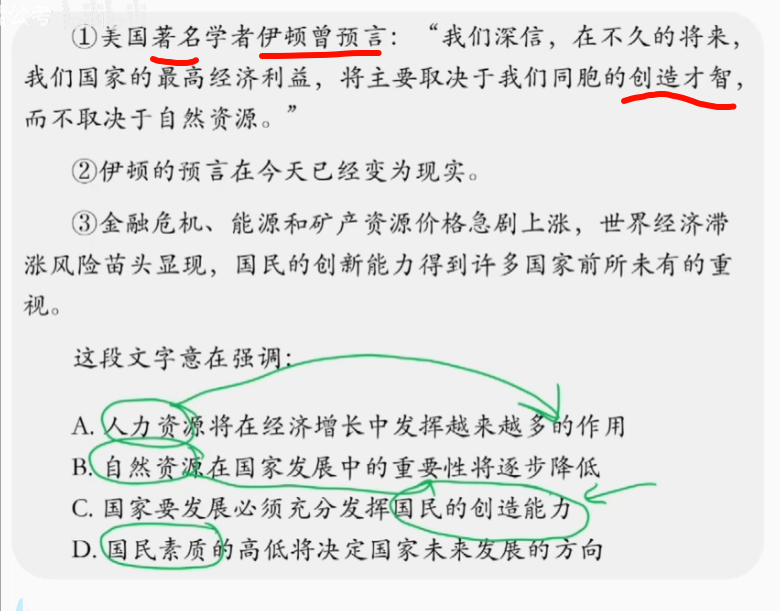 公考
①美国著名学者伊顿曾预言：“我们深信，在不久的将来，
我们国家的最高经济利益，将主要取决于我们同胞的创造才智，
而不取决于自然资源。”
②伊顿的预言在今天已经变为现实。
③金融危机、能源和矿产资源价格急剧上涨，世界经济滞
涨风险苗头显现，国民的创新能力得到许多国家前所未有的重
视。
这段文字意在强调：
A. 人力资源将在经济增长中发挥越来越多的作用
B. 自然资源在国家发展中的重要性将逐步降低
C. 国家要发展必须充分发挥国民的创造能力
D. 国民素质的高低将决定国家未来发展的方向